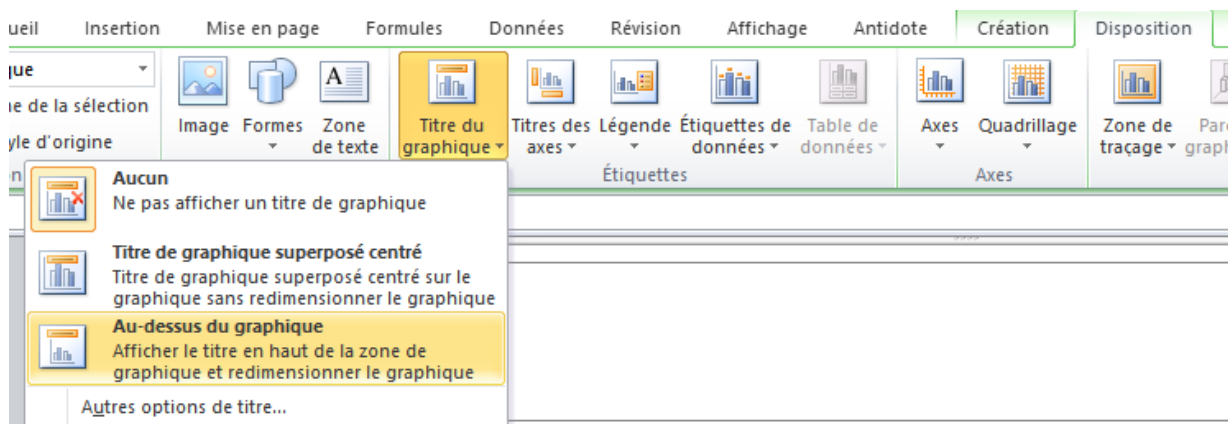 Insertion Mise en page Formules Données Révision Affichage Antidote Création Disposition
Image Formes Zone de texte
Titre du graphique
Titres des axes
Légende
Étiquettes de données
Table de données
Axes
Quadrillage
Zone de traçage
de la sélection
d'origine
Étiquettes
Axes
Aucun
Ne pas afficher un titre de graphique
Titre de graphique superposé centré
Titre de graphique superposé centré sur le
graphique sans redimensionner le graphique
Au-dessus du graphique
Afficher le titre en haut de la zone de
graphique et redimensionner le graphique
Autres options de titre...